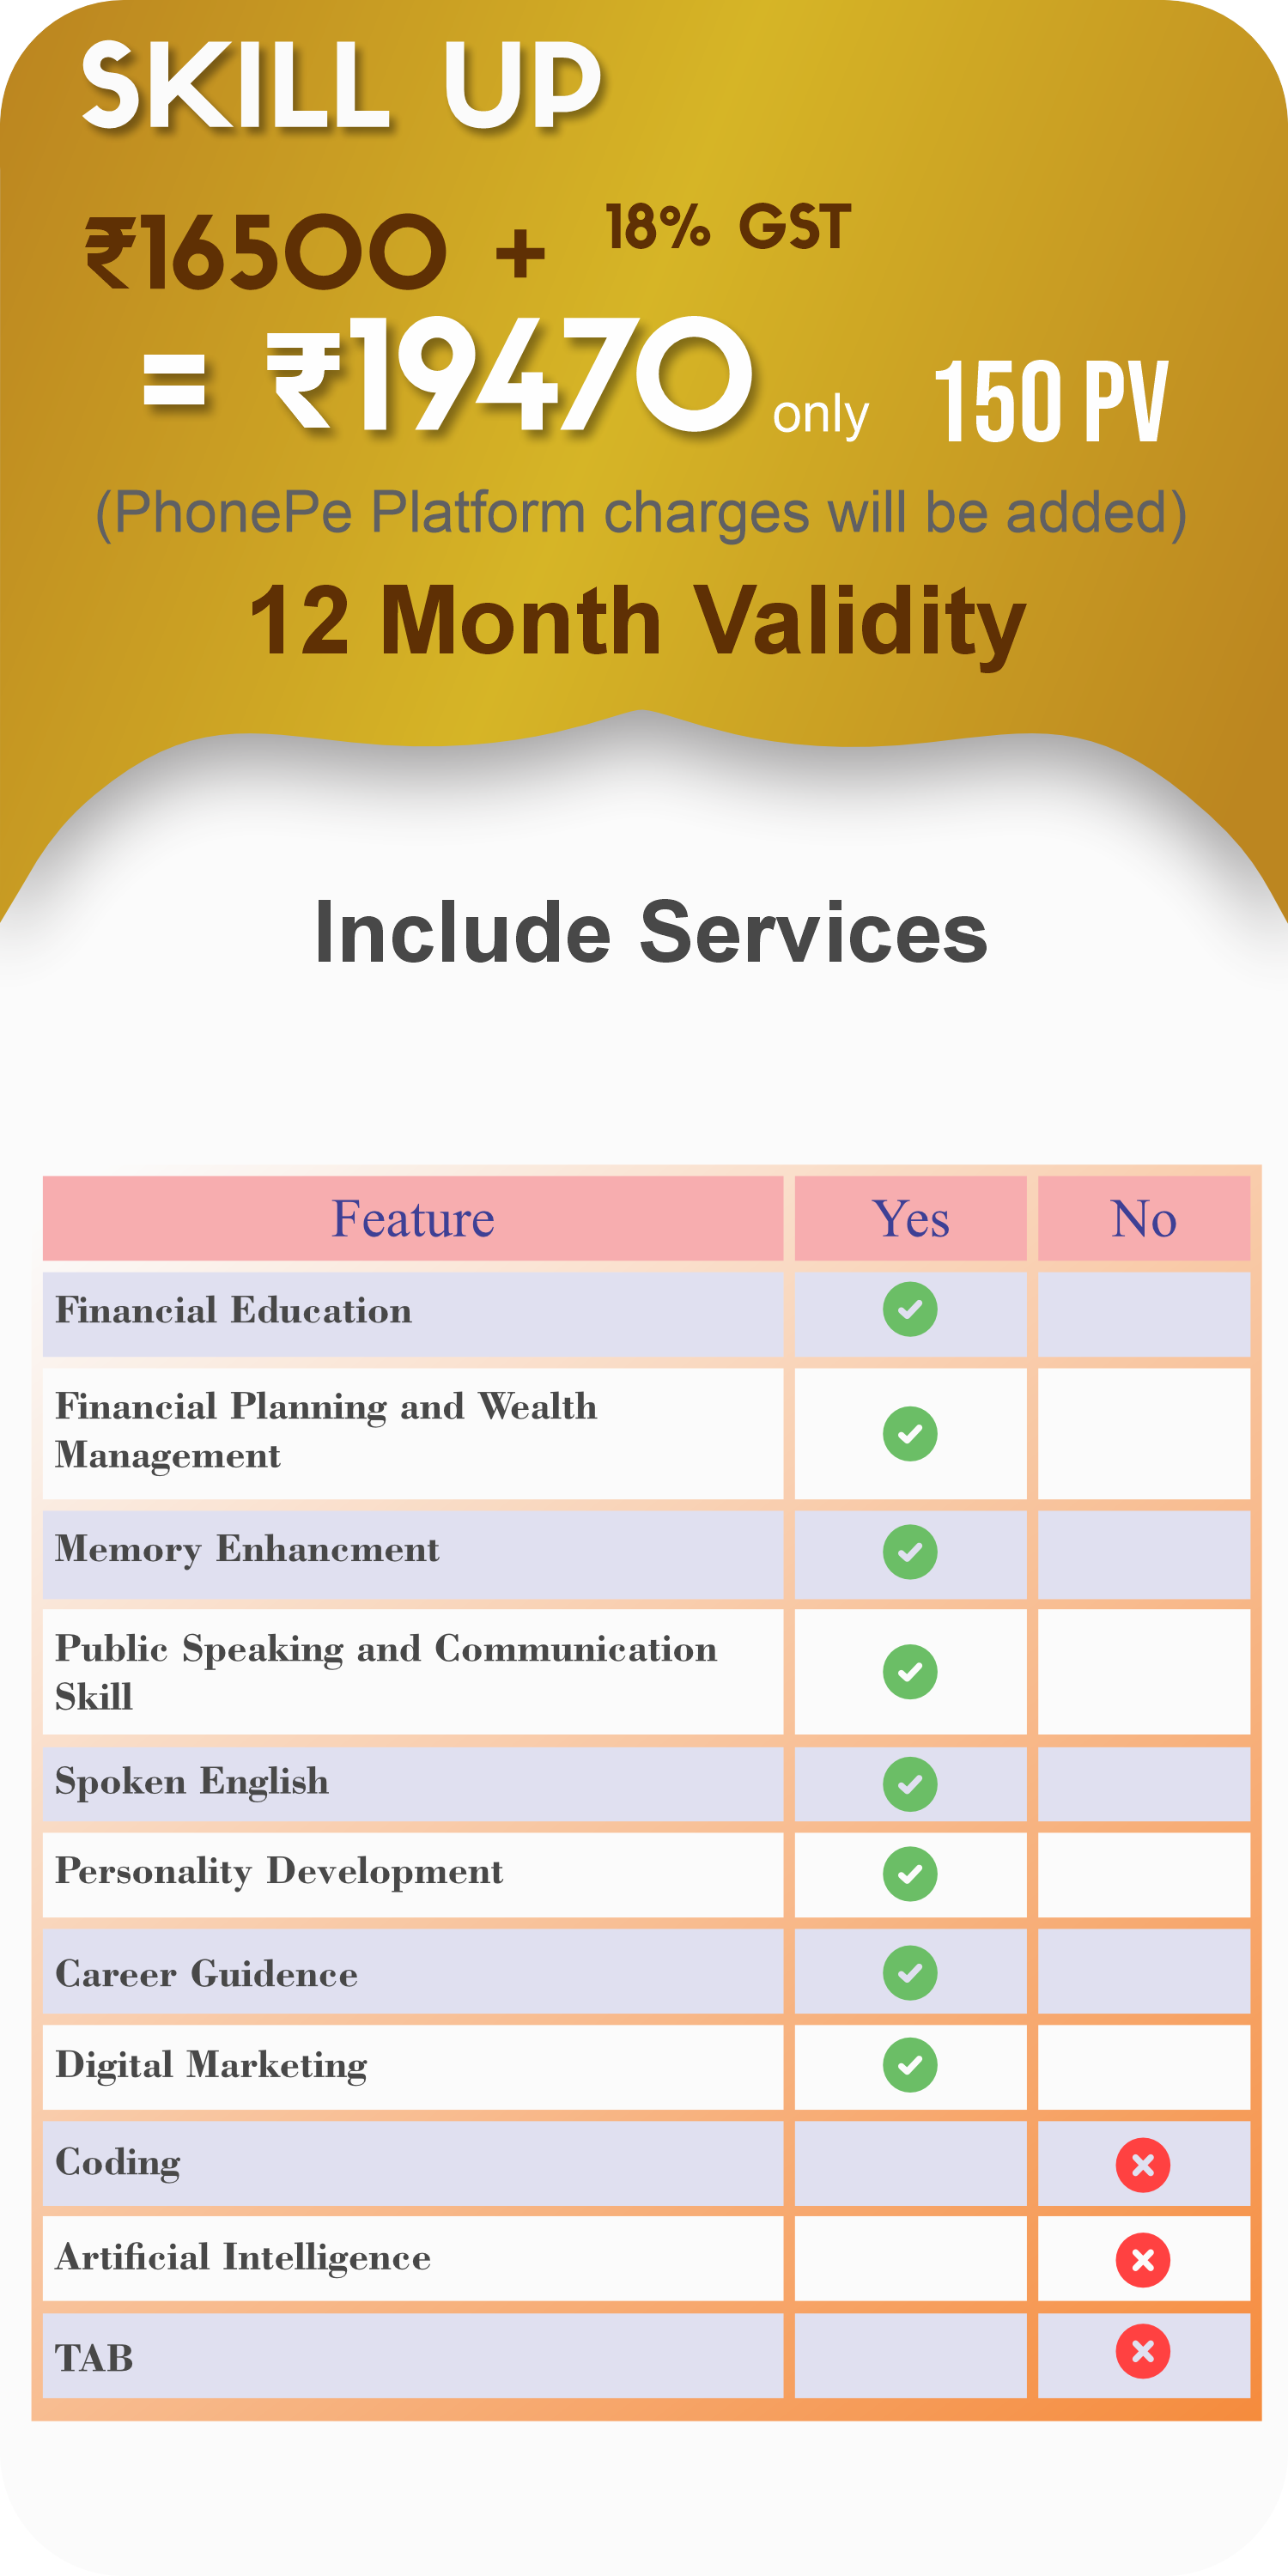 SKILL UP
₹16500 + 18% GST
= ₹19470 only 150 PV
(PhonePe Platform charges will be added)
12 Month Validity
Include Services
Feature Yes No
Financial Education
Financial Planning and Wealth
Management
Memory Enhancment
Public Speaking and Communication
Skill
Spoken English
Personality Development
Career Guidence
Digital Marketing
Coding
Artificial Intelligence
TAB